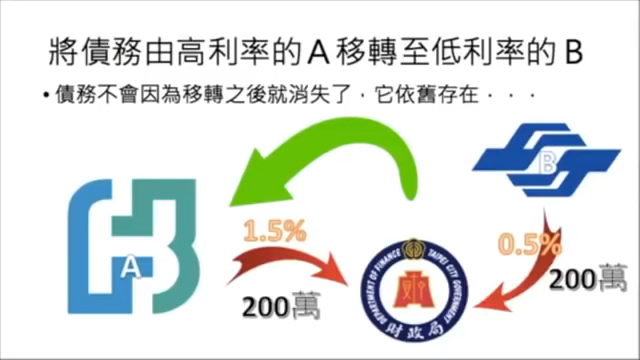 將債務由高利率的A移轉至低利率的B
• 債務不會因為移轉之後就消失了，它依舊存在．．．
B
1.5%
0.5%
A
200萬
200萬
DEPARTMENT OF FINANCE TAIPEI CITY GOVERNMENT
財政局